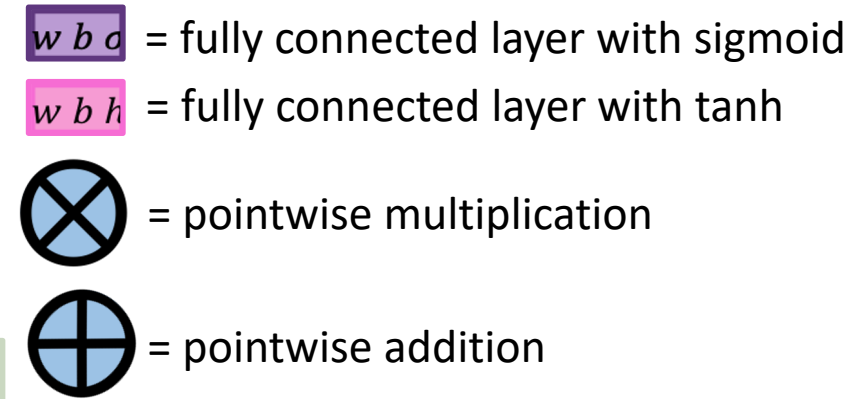 w b σ = fully connected layer with sigmoid
w b h = fully connected layer with tanh
= pointwise multiplication
= pointwise addition